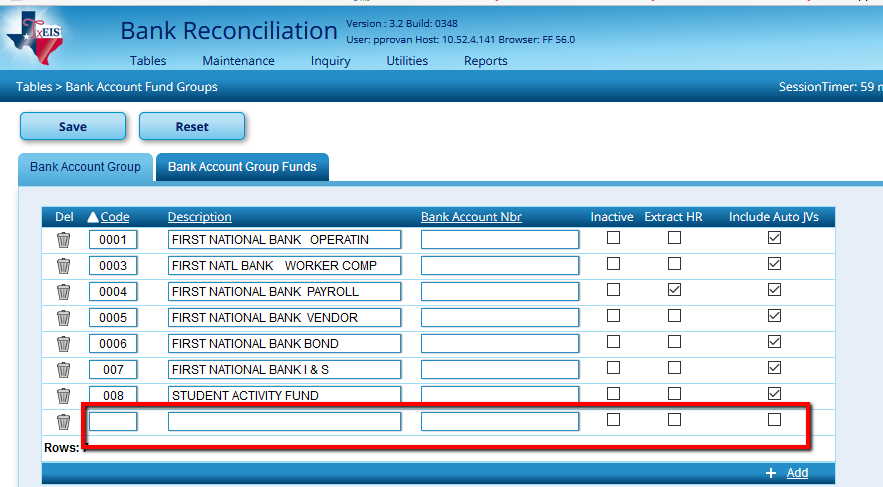 TxEIS
Bank Reconciliation
Version : 3.2 Build: 0348
User: pprovan Host: 10.52.4.141 Browser: FF 56.0
Tables Maintenance Inquiry Utilities Reports
Tables > Bank Account Fund Groups SessionTimer: 59
Save Reset
Bank Account Group Bank Account Group Funds
Del Code Description Bank Account Nbr Inactive Extract HR Include Auto JVs
0001 FIRST NATIONAL BANK OPERATIN
0003 FIRST NATL BANK WORKER COMP
0004 FIRST NATIONAL BANK PAYROLL
0005 FIRST NATIONAL BANK VENDOR
0006 FIRST NATIONAL BANK BOND
007 FIRST NATIONAL BANK I & S
008 STUDENT ACTIVITY FUND
Rows:
+ Add